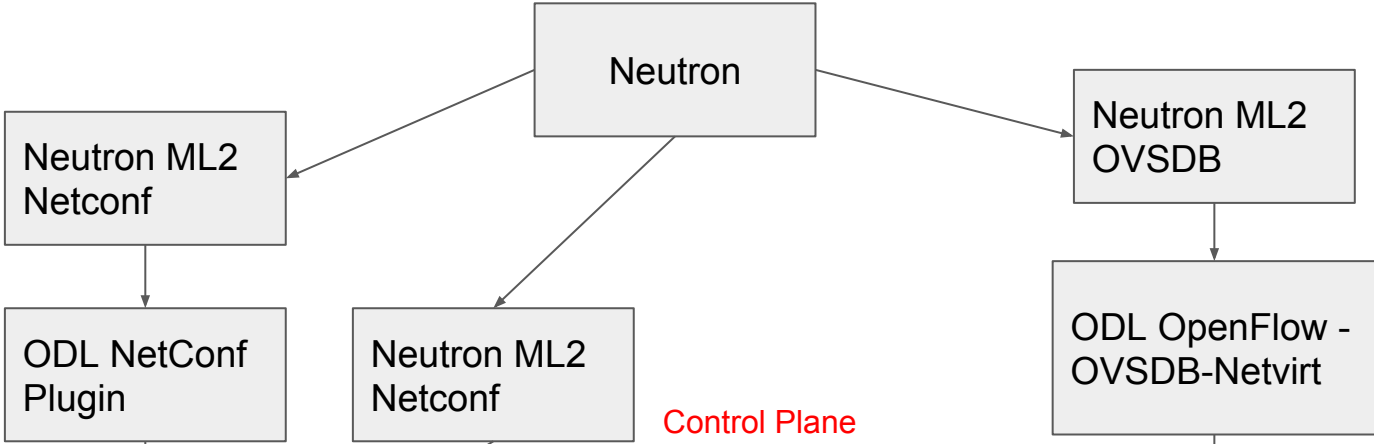 Neutron
Neutron ML2
Netconf
Neutron ML2
OVSDB
ODL NetConf
Plugin
Neutron ML2
Netconf
ODL OpenFlow -
OVSDB-Netvirt
Control Plane